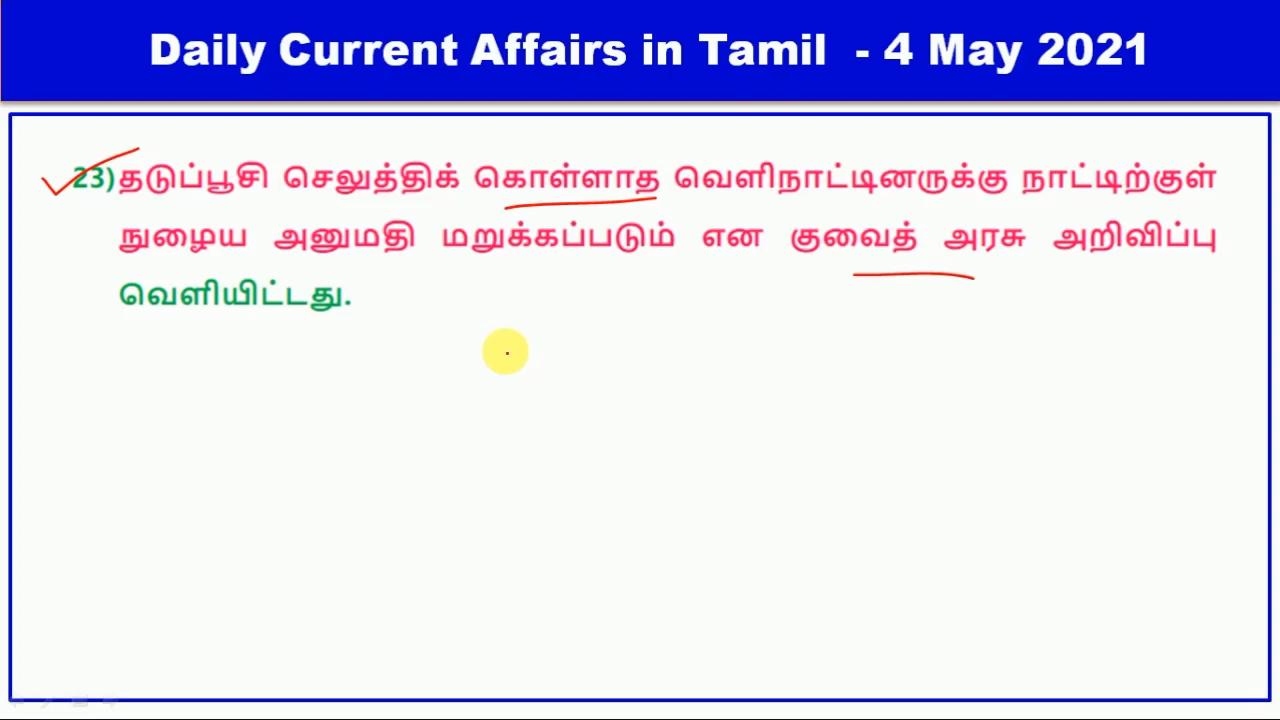 Daily Current Affairs in Tamil - 4 May 2021
23) தடுப்பூசி செலுத்திக் கொள்ளாத வெளிநாட்டினருக்கு நாட்டிற்குள்
நுழைய அனுமதி மறுக்கப்படும் என குவைத் அரசு அறிவிப்பு
வெளியிட்டது.